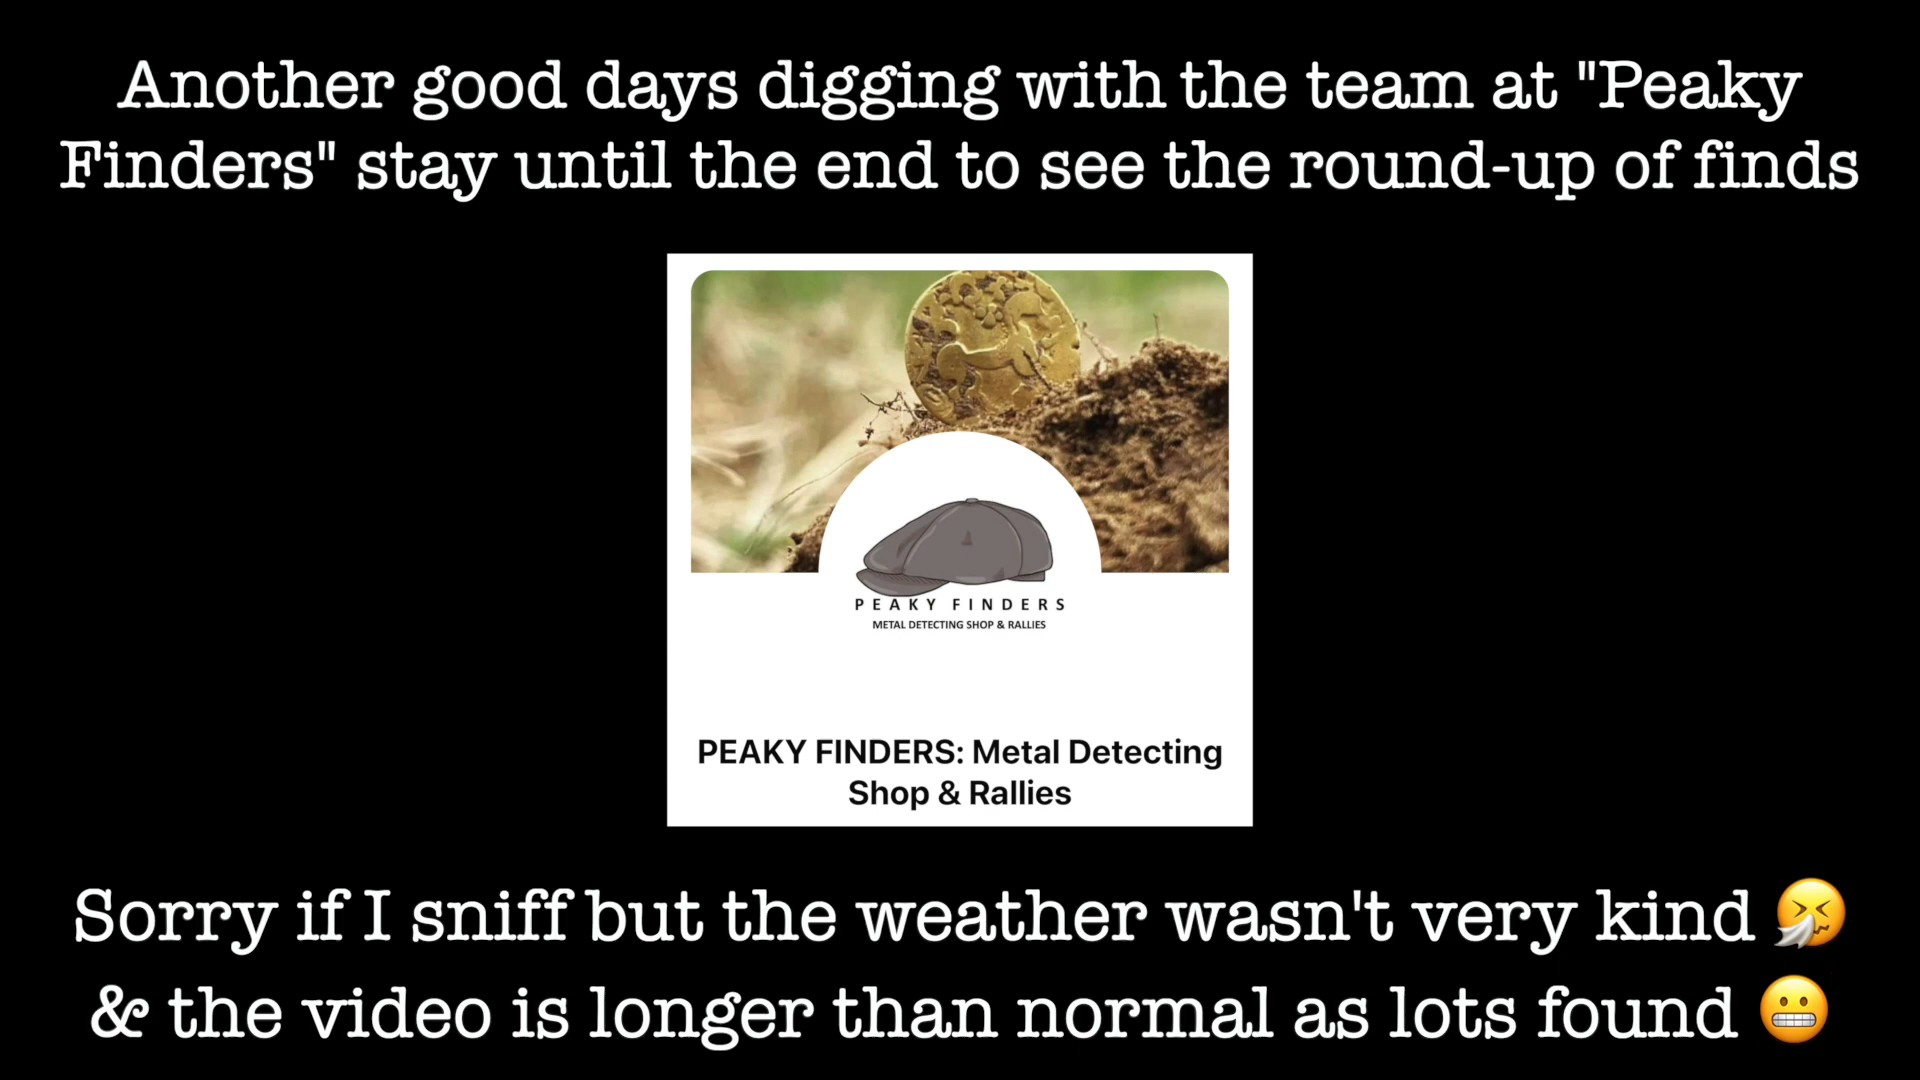 Another good days digging with the team at "Peaky
Finders" stay until the end to see the round-up of finds
PEAKY FINDERS
METAL DETECTING SHOP & RALLIES
PEAKY FINDERS: Metal Detecting
Shop & Rallies
Sorry if I sniff but the weather wasn't very kind 🤧
& the video is longer than normal as lots found 😬